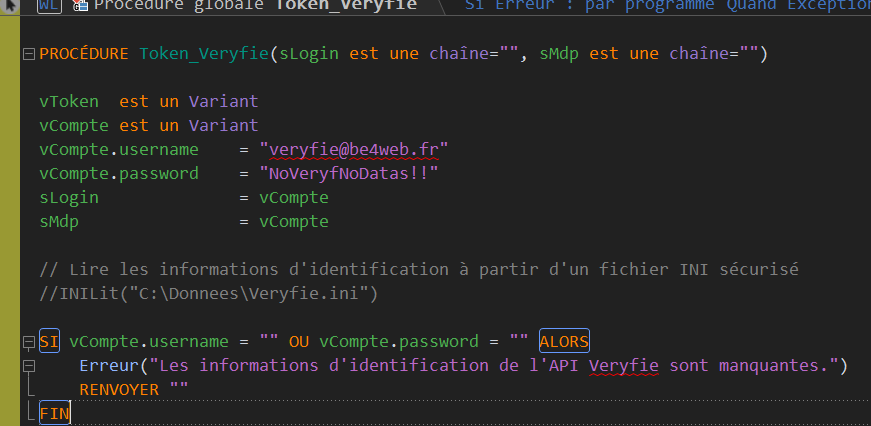 WL Procédure globale Token_Veryfie Si Erreur : par programme Quand Exception
PROCÉDURE Token_Veryfie(sLogin est une chaîne="", sMdp est une chaîne="")
vToken est un Variant
vCompte est un Variant
vCompte.username = "veryfie@be4web.fr"
vCompte.password = "NoVeryfNoDatas!!"
sLogin = vCompte
sMdp = vCompte
// Lire les informations d'identification à partir d'un fichier INI sécurisé
//INILit("C:\Donnees\Veryfie.ini")
SI vCompte.username = "" OU vCompte.password = "" ALORS
Erreur("Les informations d'identification de l'API Veryfie sont manquantes.")
RENVOYER ""
FIN